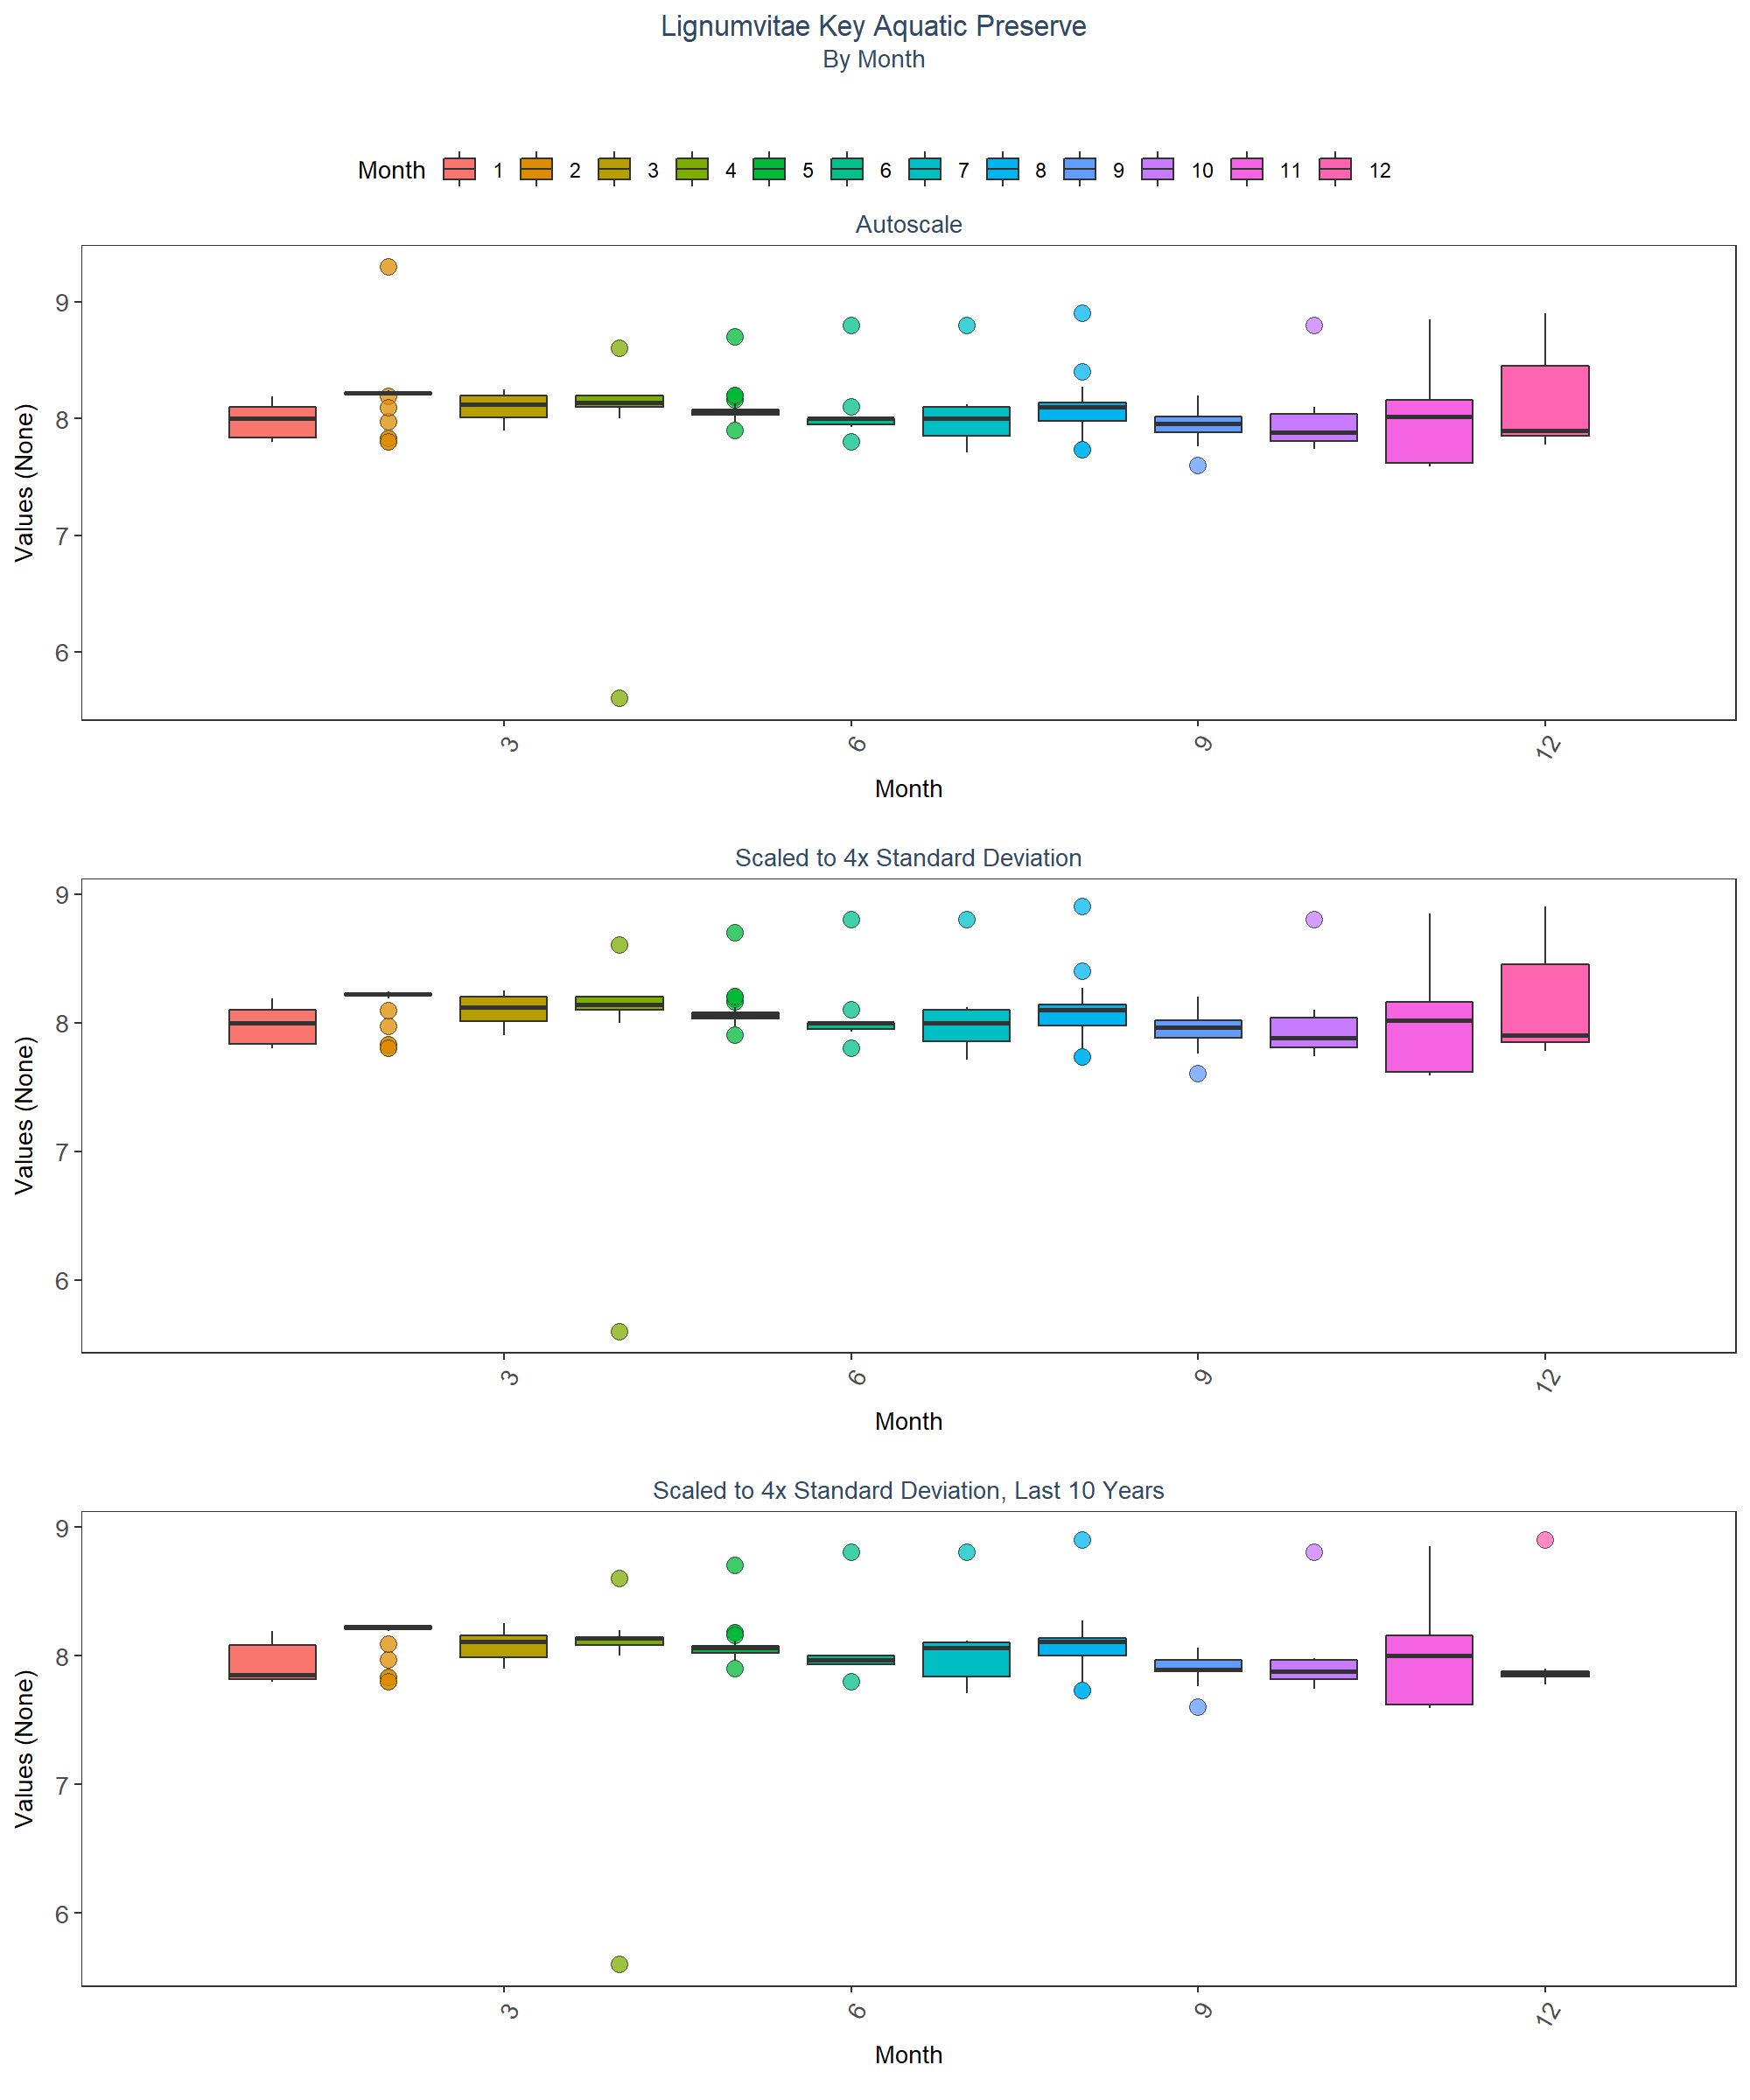 Lignumvitae Key Aquatic Preserve
By Month
Month 1 2 3 4 5 6 7 8 9 10 11 12
Autoscale
Values (None)
9
8
7
6
3 6 9 12
Month
Scaled to 4x Standard Deviation
Values (None)
9
8
7
6
3 6 9 12
Month
Scaled to 4x Standard Deviation, Last 10 Years
Values (None)
9
8
7
6
3 6 9 12
Month